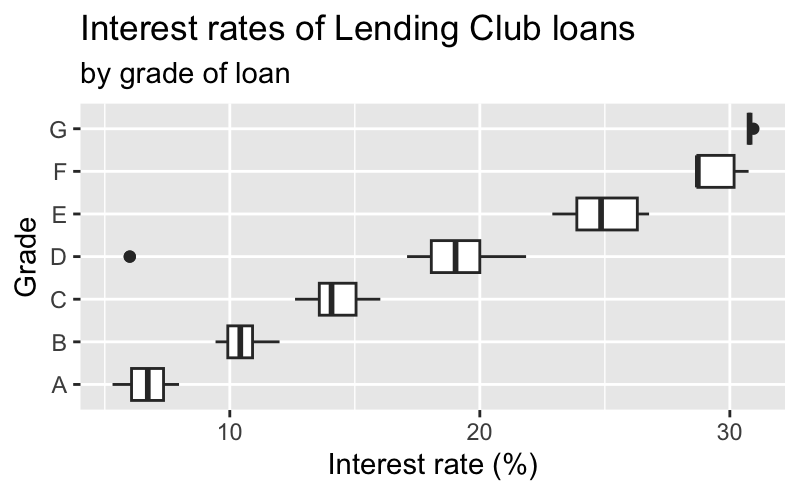 Interest rates of Lending Club loans
by grade of loan
Grade
G
F
E
D
C
B
A
10 20 30
Interest rate (%)